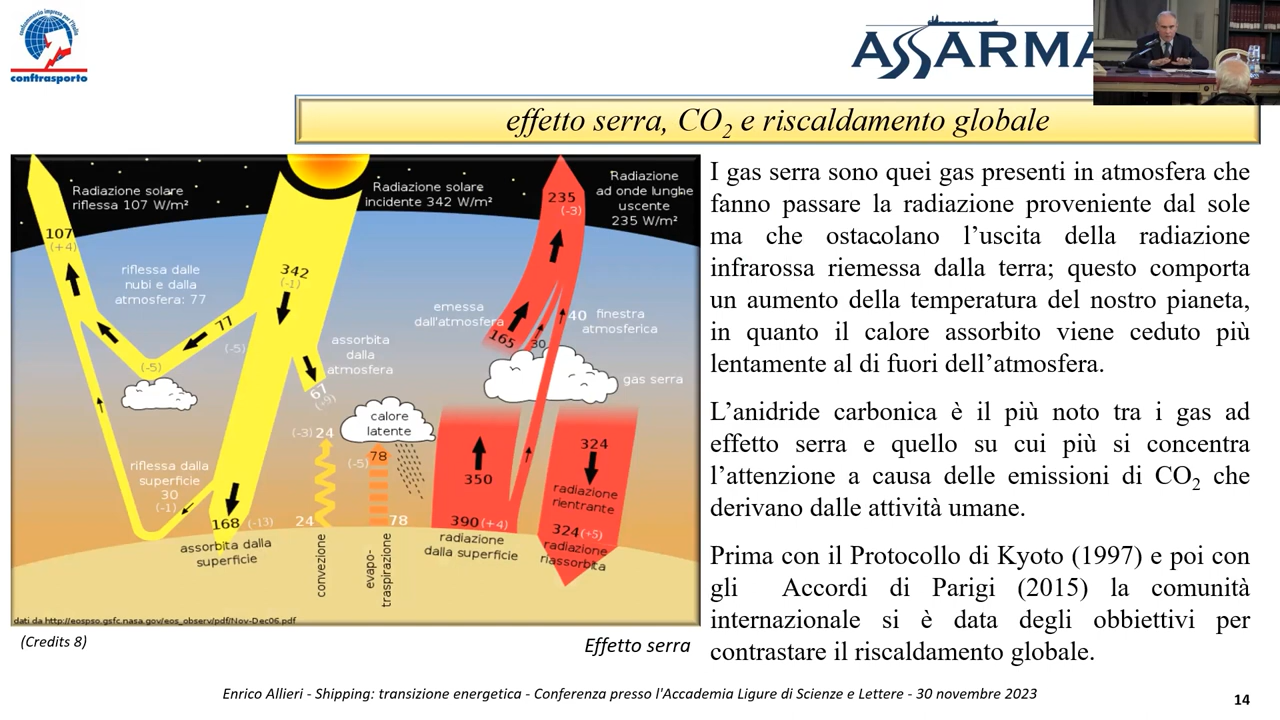 confederazione imprese per l'Italia
conftrasporto
ASSARMA
effetto serra, CO₂ e riscaldamento globale
Radiazione solare
riflessa 107 W/m²
Radiazione solare
incidente 342 W/m²
Radiazione
ad onde lunghe
uscente
235 W/m²
107
(+4)
riflessa dalle
nubi e dalla
atmosfera: 77
342
(-1)
77
(-5)
(-5)
assorbita
dalla
atmosfera
67
(+9)
235
(-3)
emessa
dall'atmosfera
165
30
40
finestra
atmosferica
gas serra
calore
latente
(-3) 24
(-5) 78
riflessa dalla
superficie
30
(-1)
168 (-13)
assorbita dalla
superficie
24
convezione
78
evapo-
traspirazione
350
390 (+4)
radiazione
dalla superficie
324
radiazione
rientrante
324 (+5)
radiazione
riassorbita
dati da http://eospso.gsfc.nasa.gov/eos_observ/pdf/Nov-Dec06.pdf
(Credits 8)
Effetto serra
I gas serra sono quei gas presenti in atmosfera che
fanno passare la radiazione proveniente dal sole
ma che ostacolano l'uscita della radiazione
infrarossa riemessa dalla terra; questo comporta
un aumento della temperatura del nostro pianeta,
in quanto il calore assorbito viene ceduto più
lentamente al di fuori dell'atmosfera.
L'anidride carbonica è il più noto tra i gas ad
effetto serra e quello su cui più si concentra
l'attenzione a causa delle emissioni di CO₂ che
derivano dalle attività umane.
Prima con il Protocollo di Kyoto (1997) e poi con
gli Accordi di Parigi (2015) la comunità
internazionale si è data degli obbiettivi per
contrastare il riscaldamento globale.
Enrico Allieri - Shipping: transizione energetica - Conferenza presso l'Accademia Ligure di Scienze e Lettere - 30 novembre 2023
14